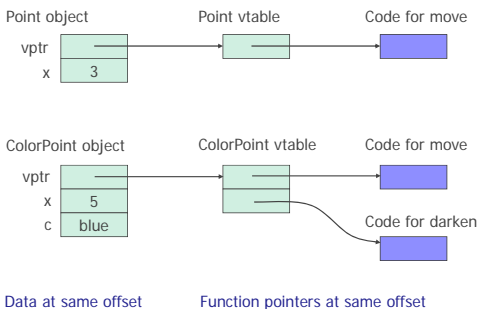 Point object
Point vtable
Code for move
vptr
x
3
ColorPoint object
ColorPoint vtable
Code for move
vptr
x
5
c
blue
Code for darken
Data at same offset
Function pointers at same offset